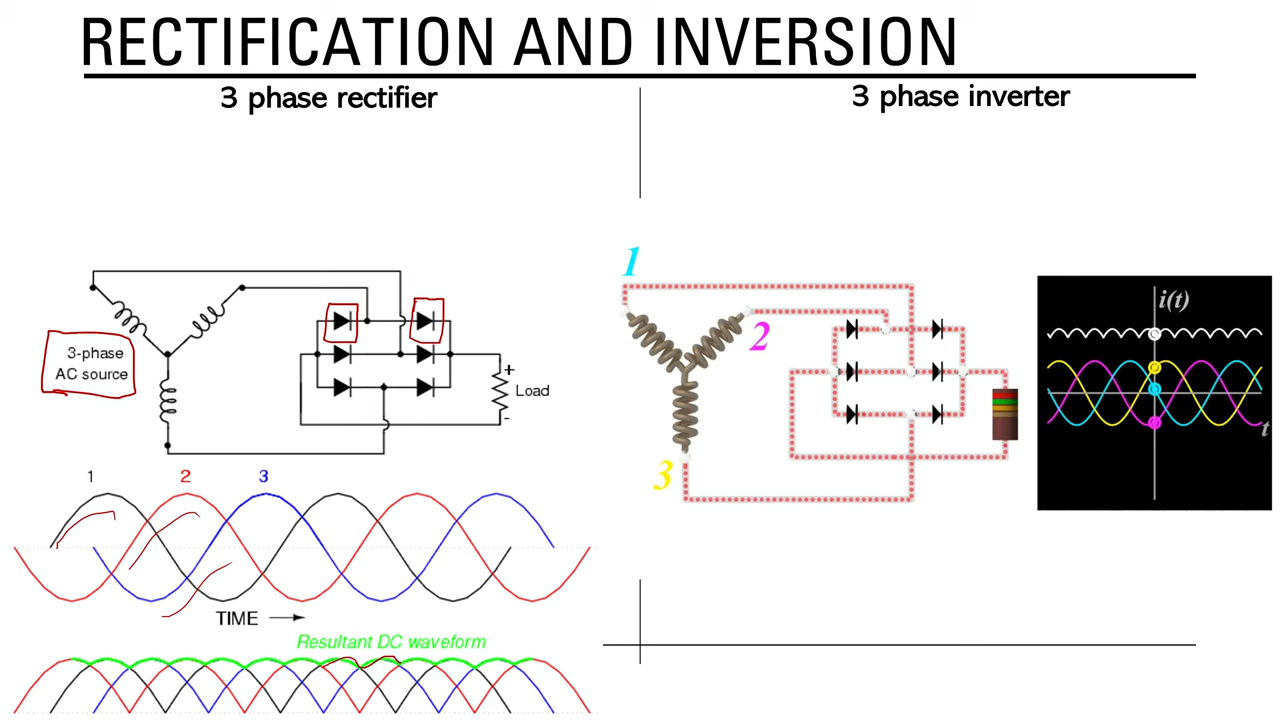 RECTIFICATION AND INVERSION
3 phase rectifier
3 phase inverter
3-phase
AC source
+
Load
-
1
2
3
TIME
Resultant DC waveform
1
2
3
i(t)
t